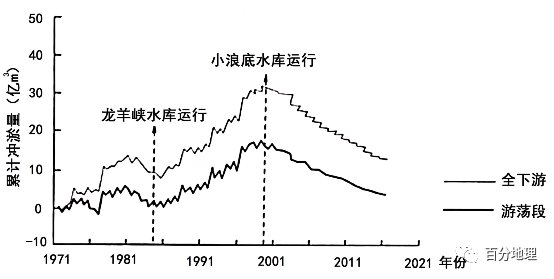 累计冲淤量（亿m³）
50
40
30
20
10
0
-10
小浪底水库运行
龙羊峡水库运行
全下游
游荡段
1971 1981 1991 2001 2011 2021 年份
百分地理